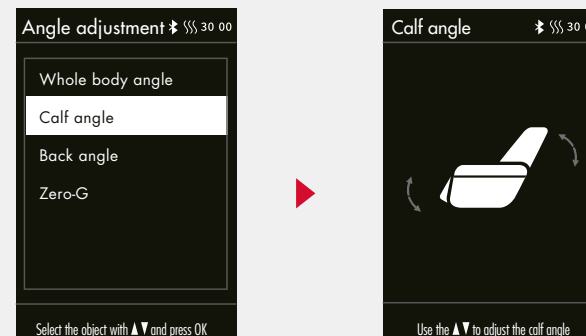 Angle adjustment 30 00
Whole body angle
Calf angle
Back angle
Zero-G
Select the object with ▲▼ and press OK
Calf angle 30
Use the ▲▼ to adjust the calf angle